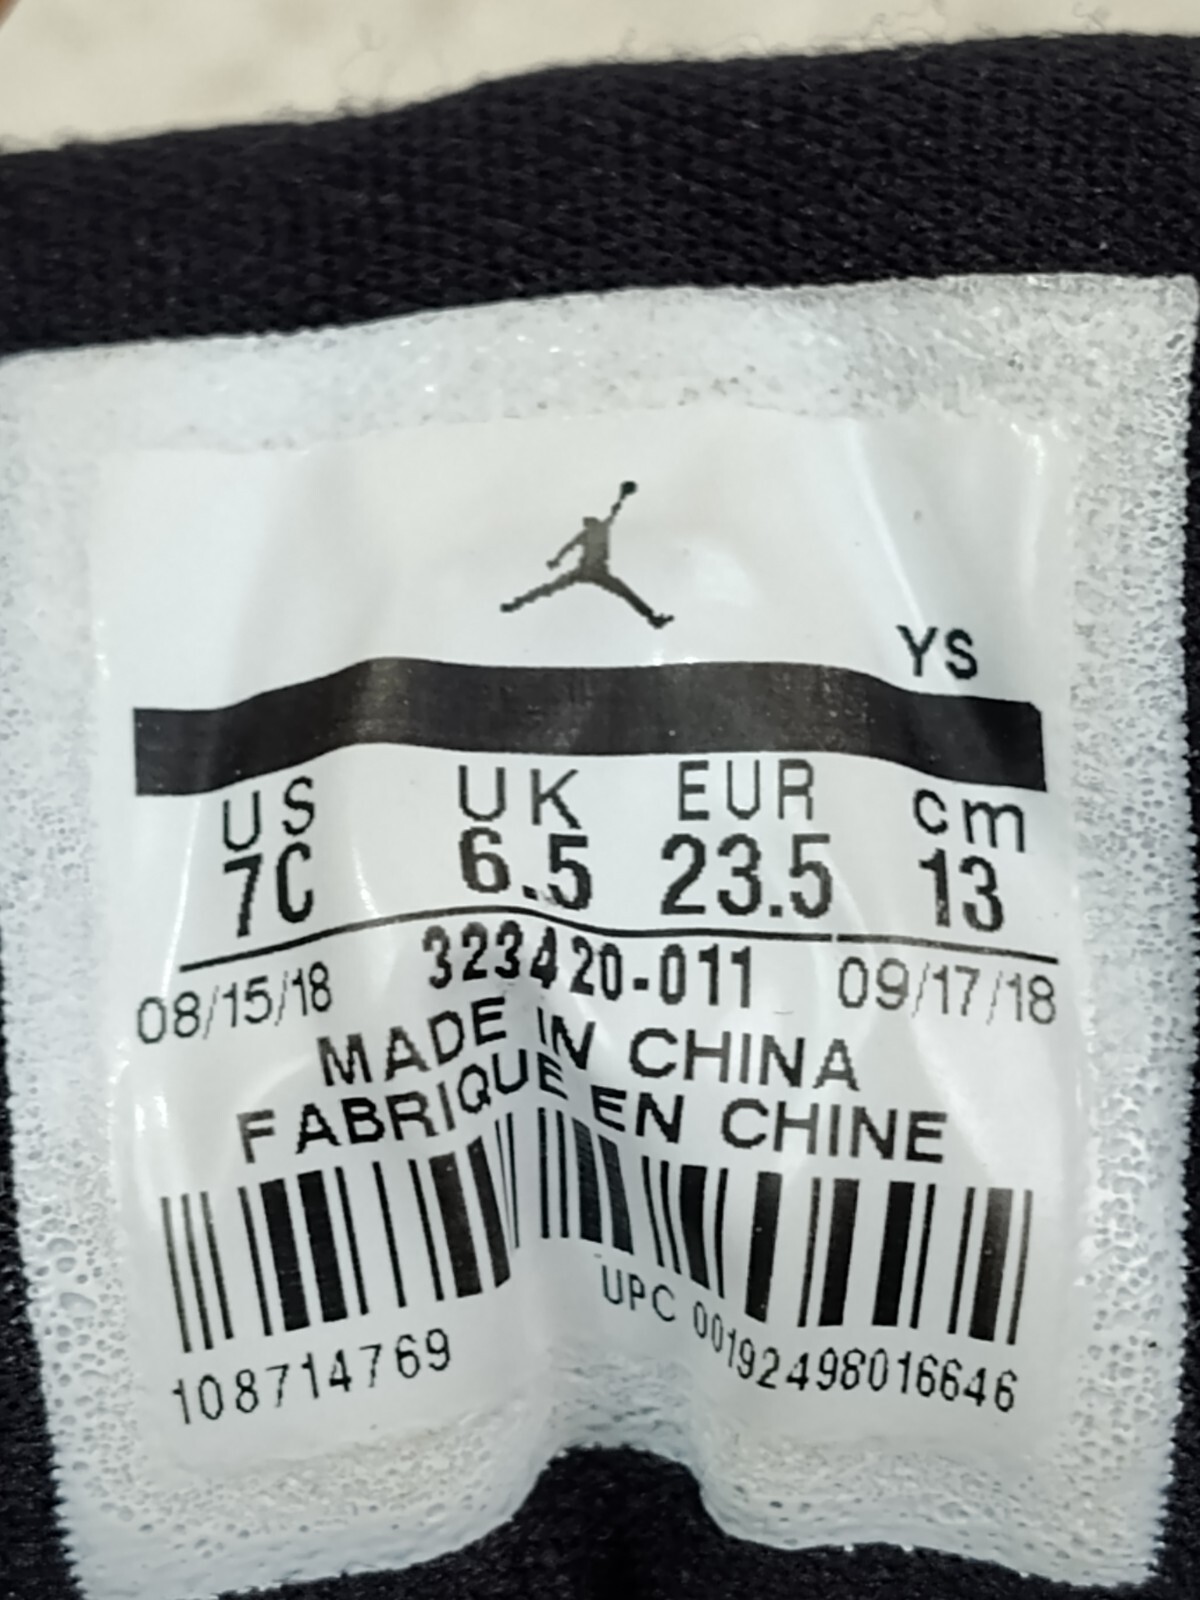 YS
US UK EUR cm
7C 6.5 23.5 13
08/15/18 323420-011 09/17/18
MADE IN CHINA
FABRIQUE EN CHINE
108714769 UPC 00192498016646